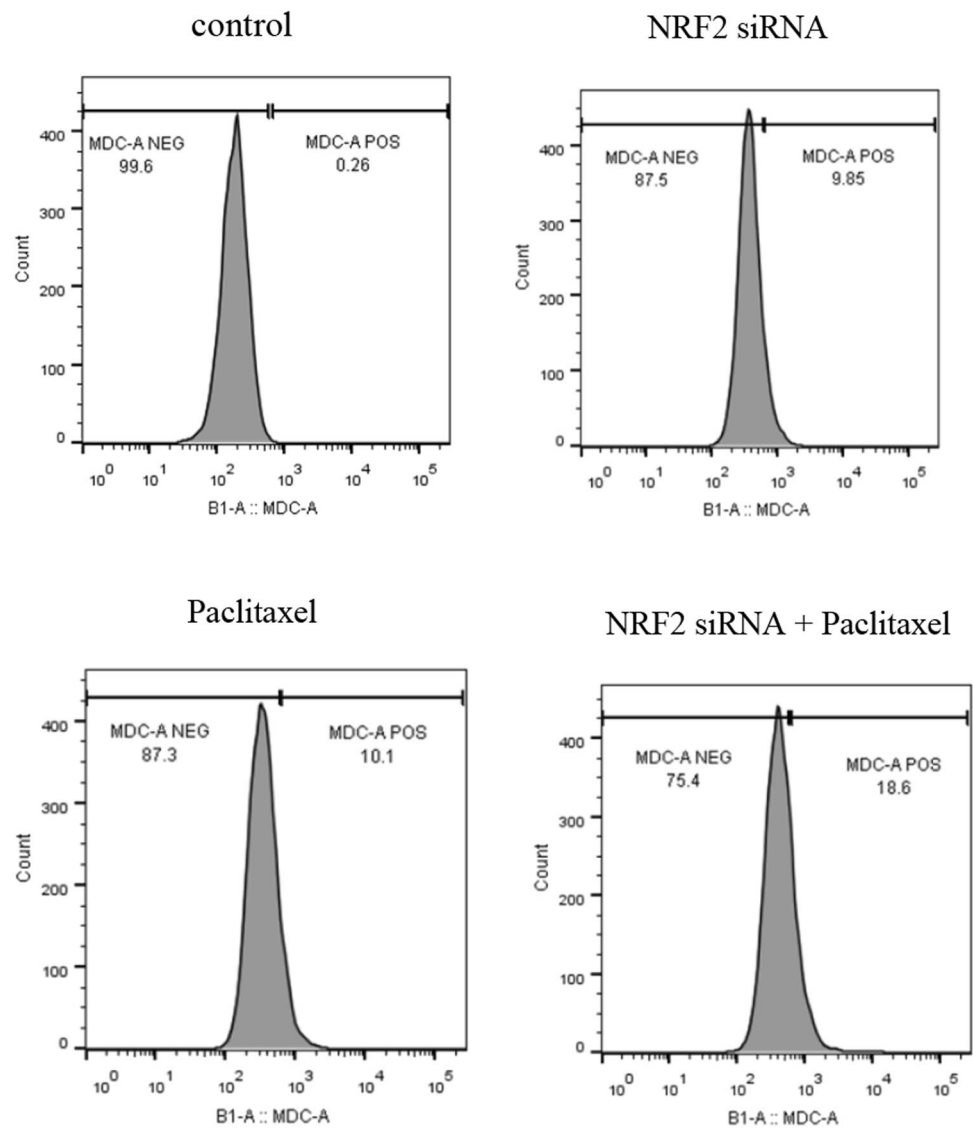 control
MDC-A NEG
99.6
MDC-A POS
0.26
400
300
200
100
0
Count
10^0 10^1 10^2 10^3 10^4 10^5
B1-A :: MDC-A
NRF2 siRNA
MDC-A NEG
87.5
MDC-A POS
9.85
400
300
200
100
0
Count
10^0 10^1 10^2 10^3 10^4 10^5
B1-A :: MDC-A
Paclitaxel
MDC-A NEG
87.3
MDC-A POS
10.1
400
300
200
100
0
Count
10^0 10^1 10^2 10^3 10^4 10^5
B1-A :: MDC-A
NRF2 siRNA + Paclitaxel
MDC-A NEG
75.4
MDC-A POS
18.6
400
300
200
100
0
Count
10^0 10^1 10^2 10^3 10^4 10^5
B1-A :: MDC-A